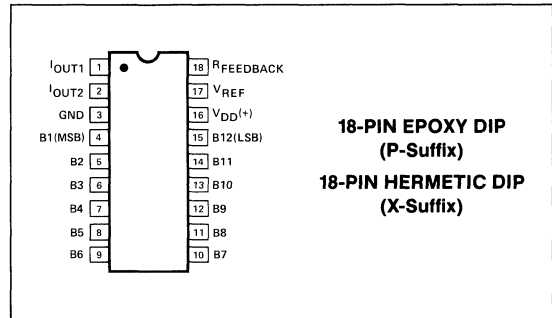 IOUT1 1 18 RFEEDBACK
IOUT2 2 17 VREF
GND 3 16 VDD(+)
B1(MSB) 4 15 B12(LSB)
B2 5 14 B11
B3 6 13 B10
B4 7 12 B9
B5 8 11 B8
B6 9 10 B7
18-PIN EPOXY DIP
(P-Suffix)
18-PIN HERMETIC DIP
(X-Suffix)